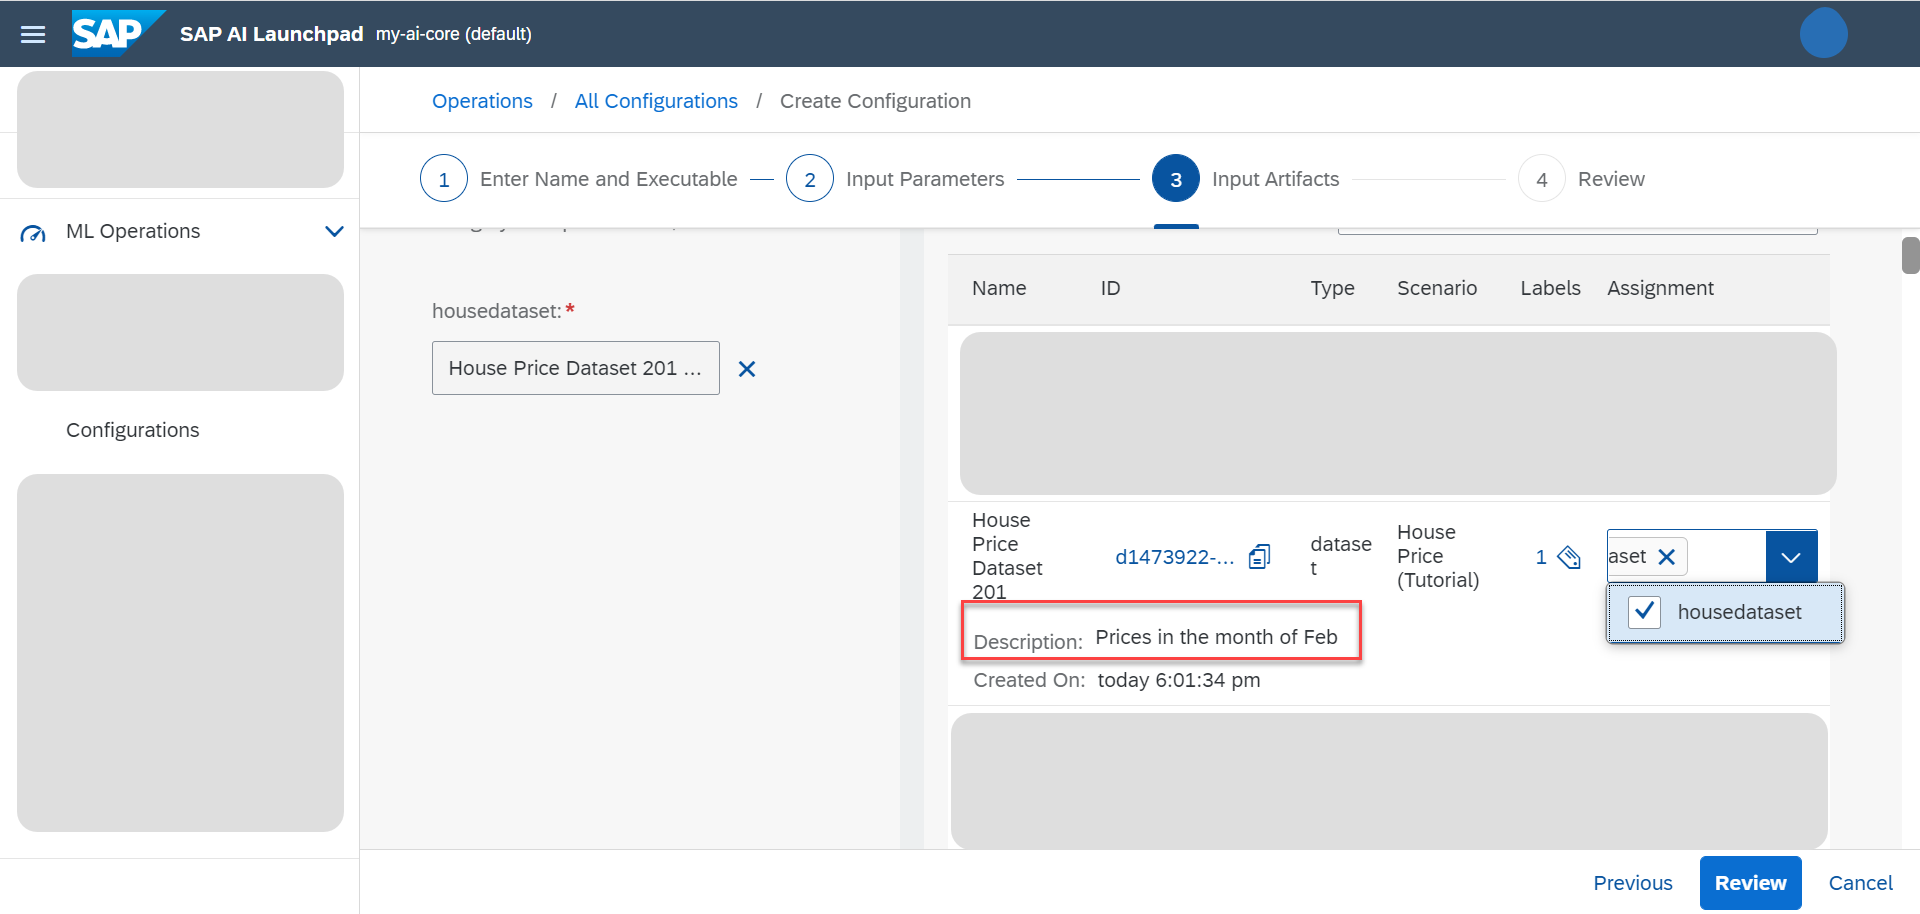 SAP SAP AI Launchpad my-ai-core (default)
Operations / All Configurations / Create Configuration
1 Enter Name and Executable 2 Input Parameters 3 Input Artifacts 4 Review
ML Operations
Configurations
housedataset:*
House Price Dataset 201 ...
Name ID Type Scenario Labels Assignment
House
Price
Dataset
201
d1473922-...
datase
t
House
Price
(Tutorial)
1
aset
housedataset
Description: Prices in the month of Feb
Created On: today 6:01:34 pm
Previous Review Cancel